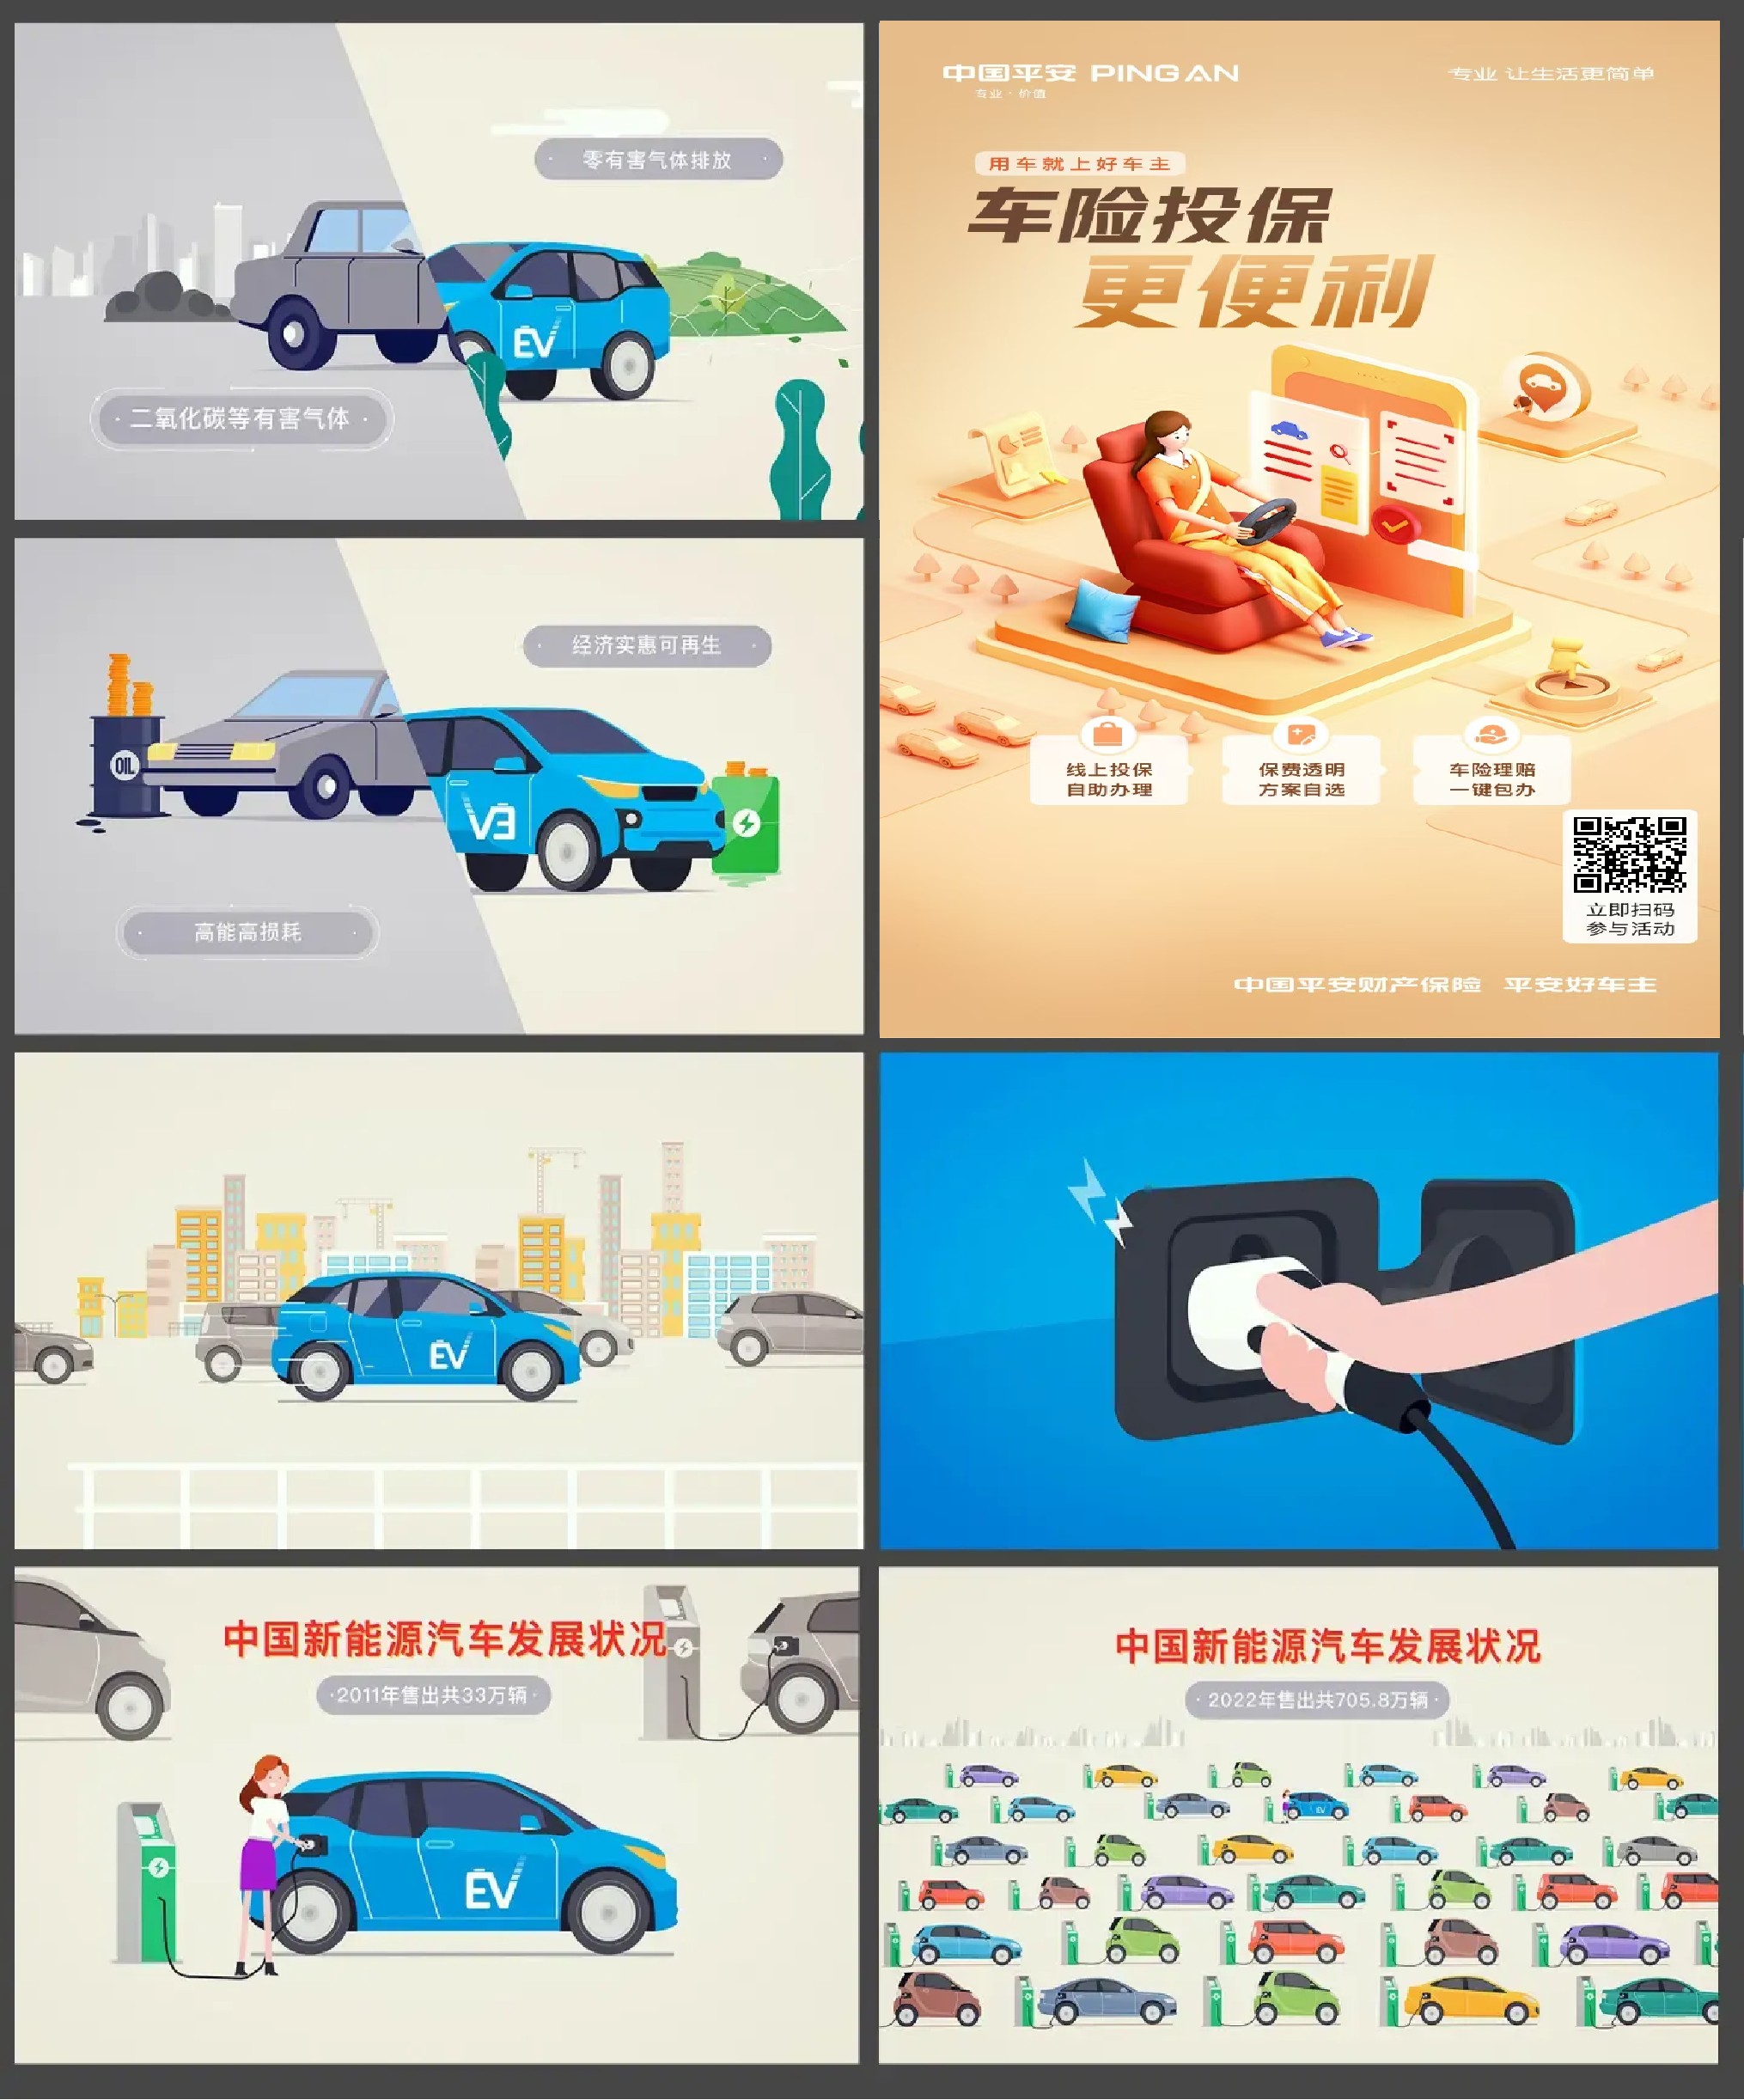 零有害气体排放
EV
二氧化碳等有害气体
中国平安 PING AN
专业·价值
专业 让生活更简单
用车就上好车主
车险投保
更便利
线上投保
自助办理
保费透明
方案自选
车险理赔
一键包办
立即扫码
参与活动
中国平安财产保险 平安好车主
经济实惠可再生
OIL
VƎ
高能高损耗
EV
中国新能源汽车发展状况
·2011年售出共33万辆·
EV
中国新能源汽车发展状况
·2022年售出共705.8万辆·
EV